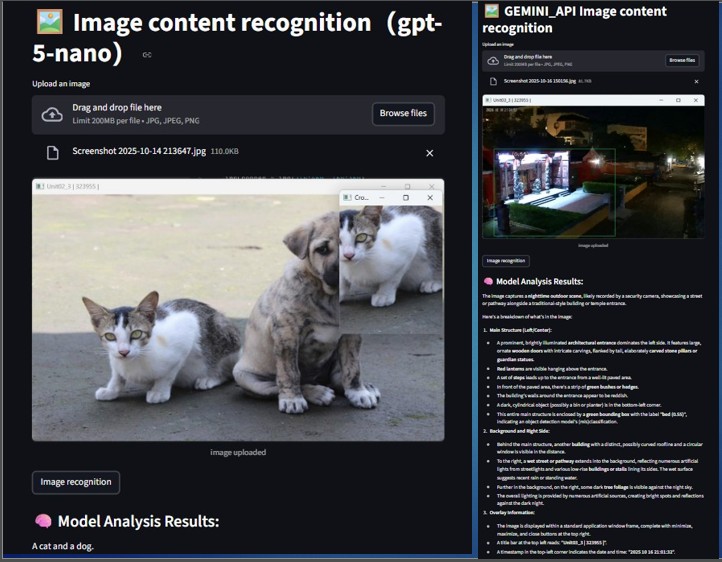 Image content recognition（gpt-
5-nano）
Upload an image
Drag and drop file here
Limit 200MB per file • JPG, JPEG, PNG
Browse files
Screenshot 2025-10-14 213647.jpg 110.0KB
Unit02_3 | 323955 |
Cro...
image uploaded
Image recognition
Model Analysis Results:
A cat and a dog.
GEMINI_API Image content
recognition
Upload an image
Drag and drop file here
Limit 200MB per file • JPG, JPEG, PNG
Browse files
Screenshot 2025-10-16 150156.jpg
Unit02_3 | 323955 |
image uploaded
Image recognition
Model Analysis Results:
The image captures a nighttime outdoor scene, likely recorded by a security camera, showcasing a street
or pathway alongside a traditional-style building or temple entrance.
Here's a breakdown of what's in the image:
1. Main Structure (Left/Center):
A prominent, brightly illuminated architectural entrance dominates the left side. It features large,
ornate wooden doors with intricate carvings, flanked by tall, elaborately carved stone pillars or
guardian statues.
Red lanterns are visible hanging above the entrance.
A set of steps leads up to the entrance from a well-lit paved area.
In front of the paved area, there's a strip of green bushes or hedges.
The building's walls around the entrance appear to be reddish.
A dark, cylindrical object (possibly a bin or planter) is in the bottom-left corner.
This entire main structure is enclosed by a green bounding box with the label "bed (0.55)",
indicating an object detection model's (mis)classification.
2. Background and Right Side:
Behind the main structure, another building with a distinct, possibly curved roofline and a circular
window is visible in the distance.
To the right, a wet street or pathway extends into the background, reflecting numerous artificial
lights from streetlights and various low-rise buildings or stalls lining its sides. The wet surface
suggests recent rain or standing water.
Further in the background, on the right, some dark tree foliage is visible against the night sky.
The overall lighting is provided by numerous artificial sources, creating bright spots and reflections
against the dark night.
3. Overlay Information:
The image is displayed within a standard application window frame, complete with minimize,
maximize, and close buttons at the top right.
A title bar at the top left reads: "Unit02_3 | 323955 |".
A timestamp in the top-left corner indicates the date and time: "2025 10 16 21:01:32".